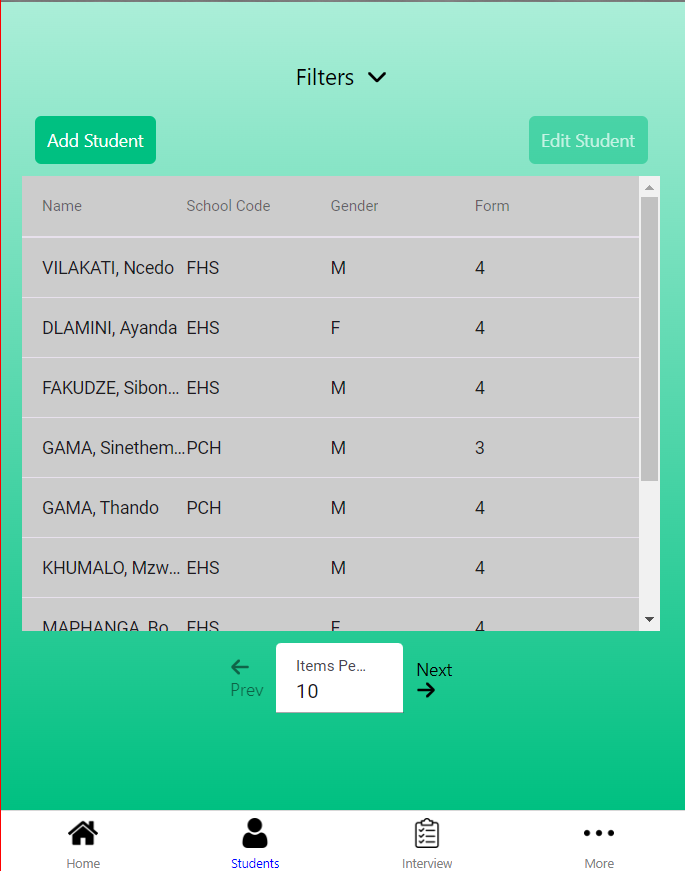 Filters
Add Student Edit Student
Name School Code Gender Form
VILAKATI, Ncedo FHS M 4
DLAMINI, Ayanda EHS F 4
FAKUDZE, Sibon... EHS M 4
GAMA, Sinethem... PCH M 3
GAMA, Thando PCH M 4
KHUMALO, Mzw... EHS M 4
MAPHANGA, Bo... EHS F 4
Prev
Items Pe...
10
Next
Home Students Interview More